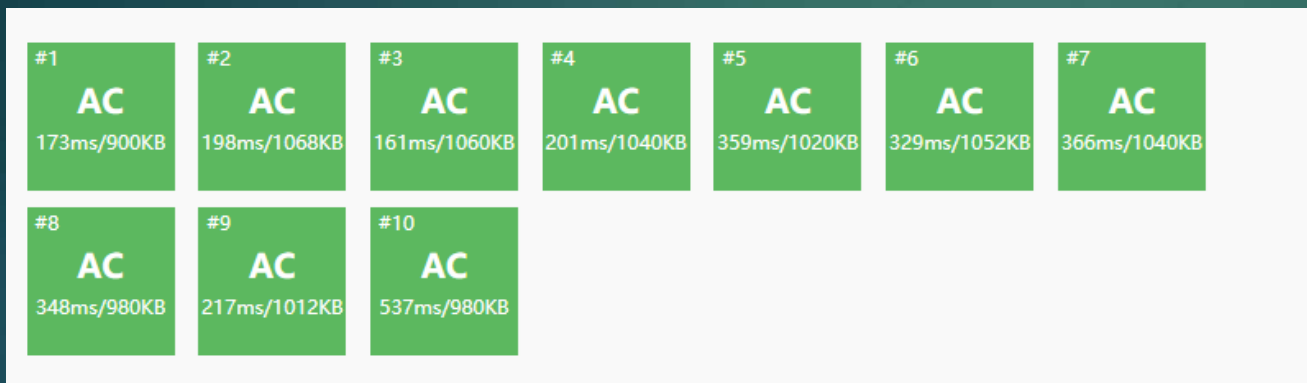 #1 #2 #3 #4 #5 #6 #7
AC AC AC AC AC AC AC
173ms/900KB 198ms/1068KB 161ms/1060KB 201ms/1040KB 359ms/1020KB 329ms/1052KB 366ms/1040KB
#8 #9 #10
AC AC AC
348ms/980KB 217ms/1012KB 537ms/980KB